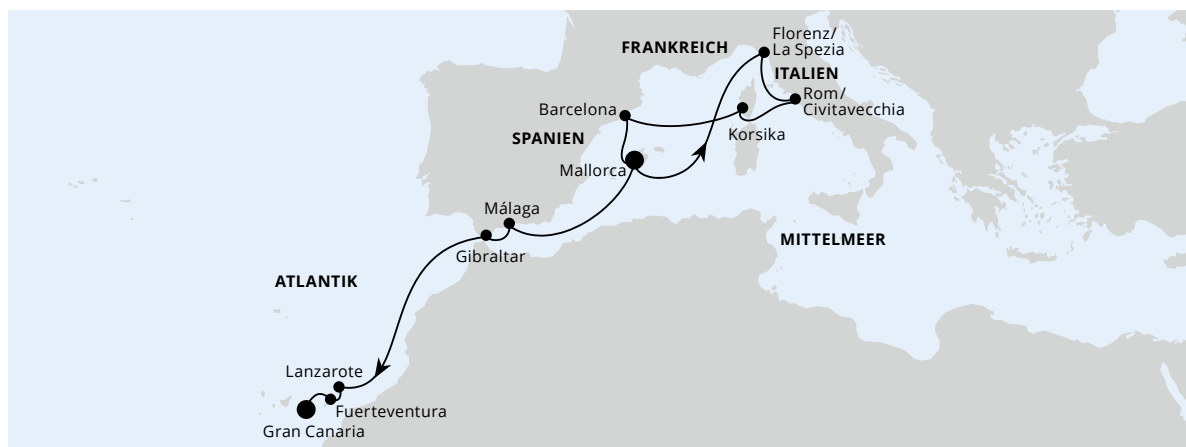 Florenz/
La Spezia
FRANKREICH
ITALIEN
Rom/
Civitavecchia
Barcelona
Korsika
SPANIEN
Mallorca
Málaga
Gibraltar
MITTELMEER
ATLANTIK
Lanzarote
Fuerteventura
Gran Canaria